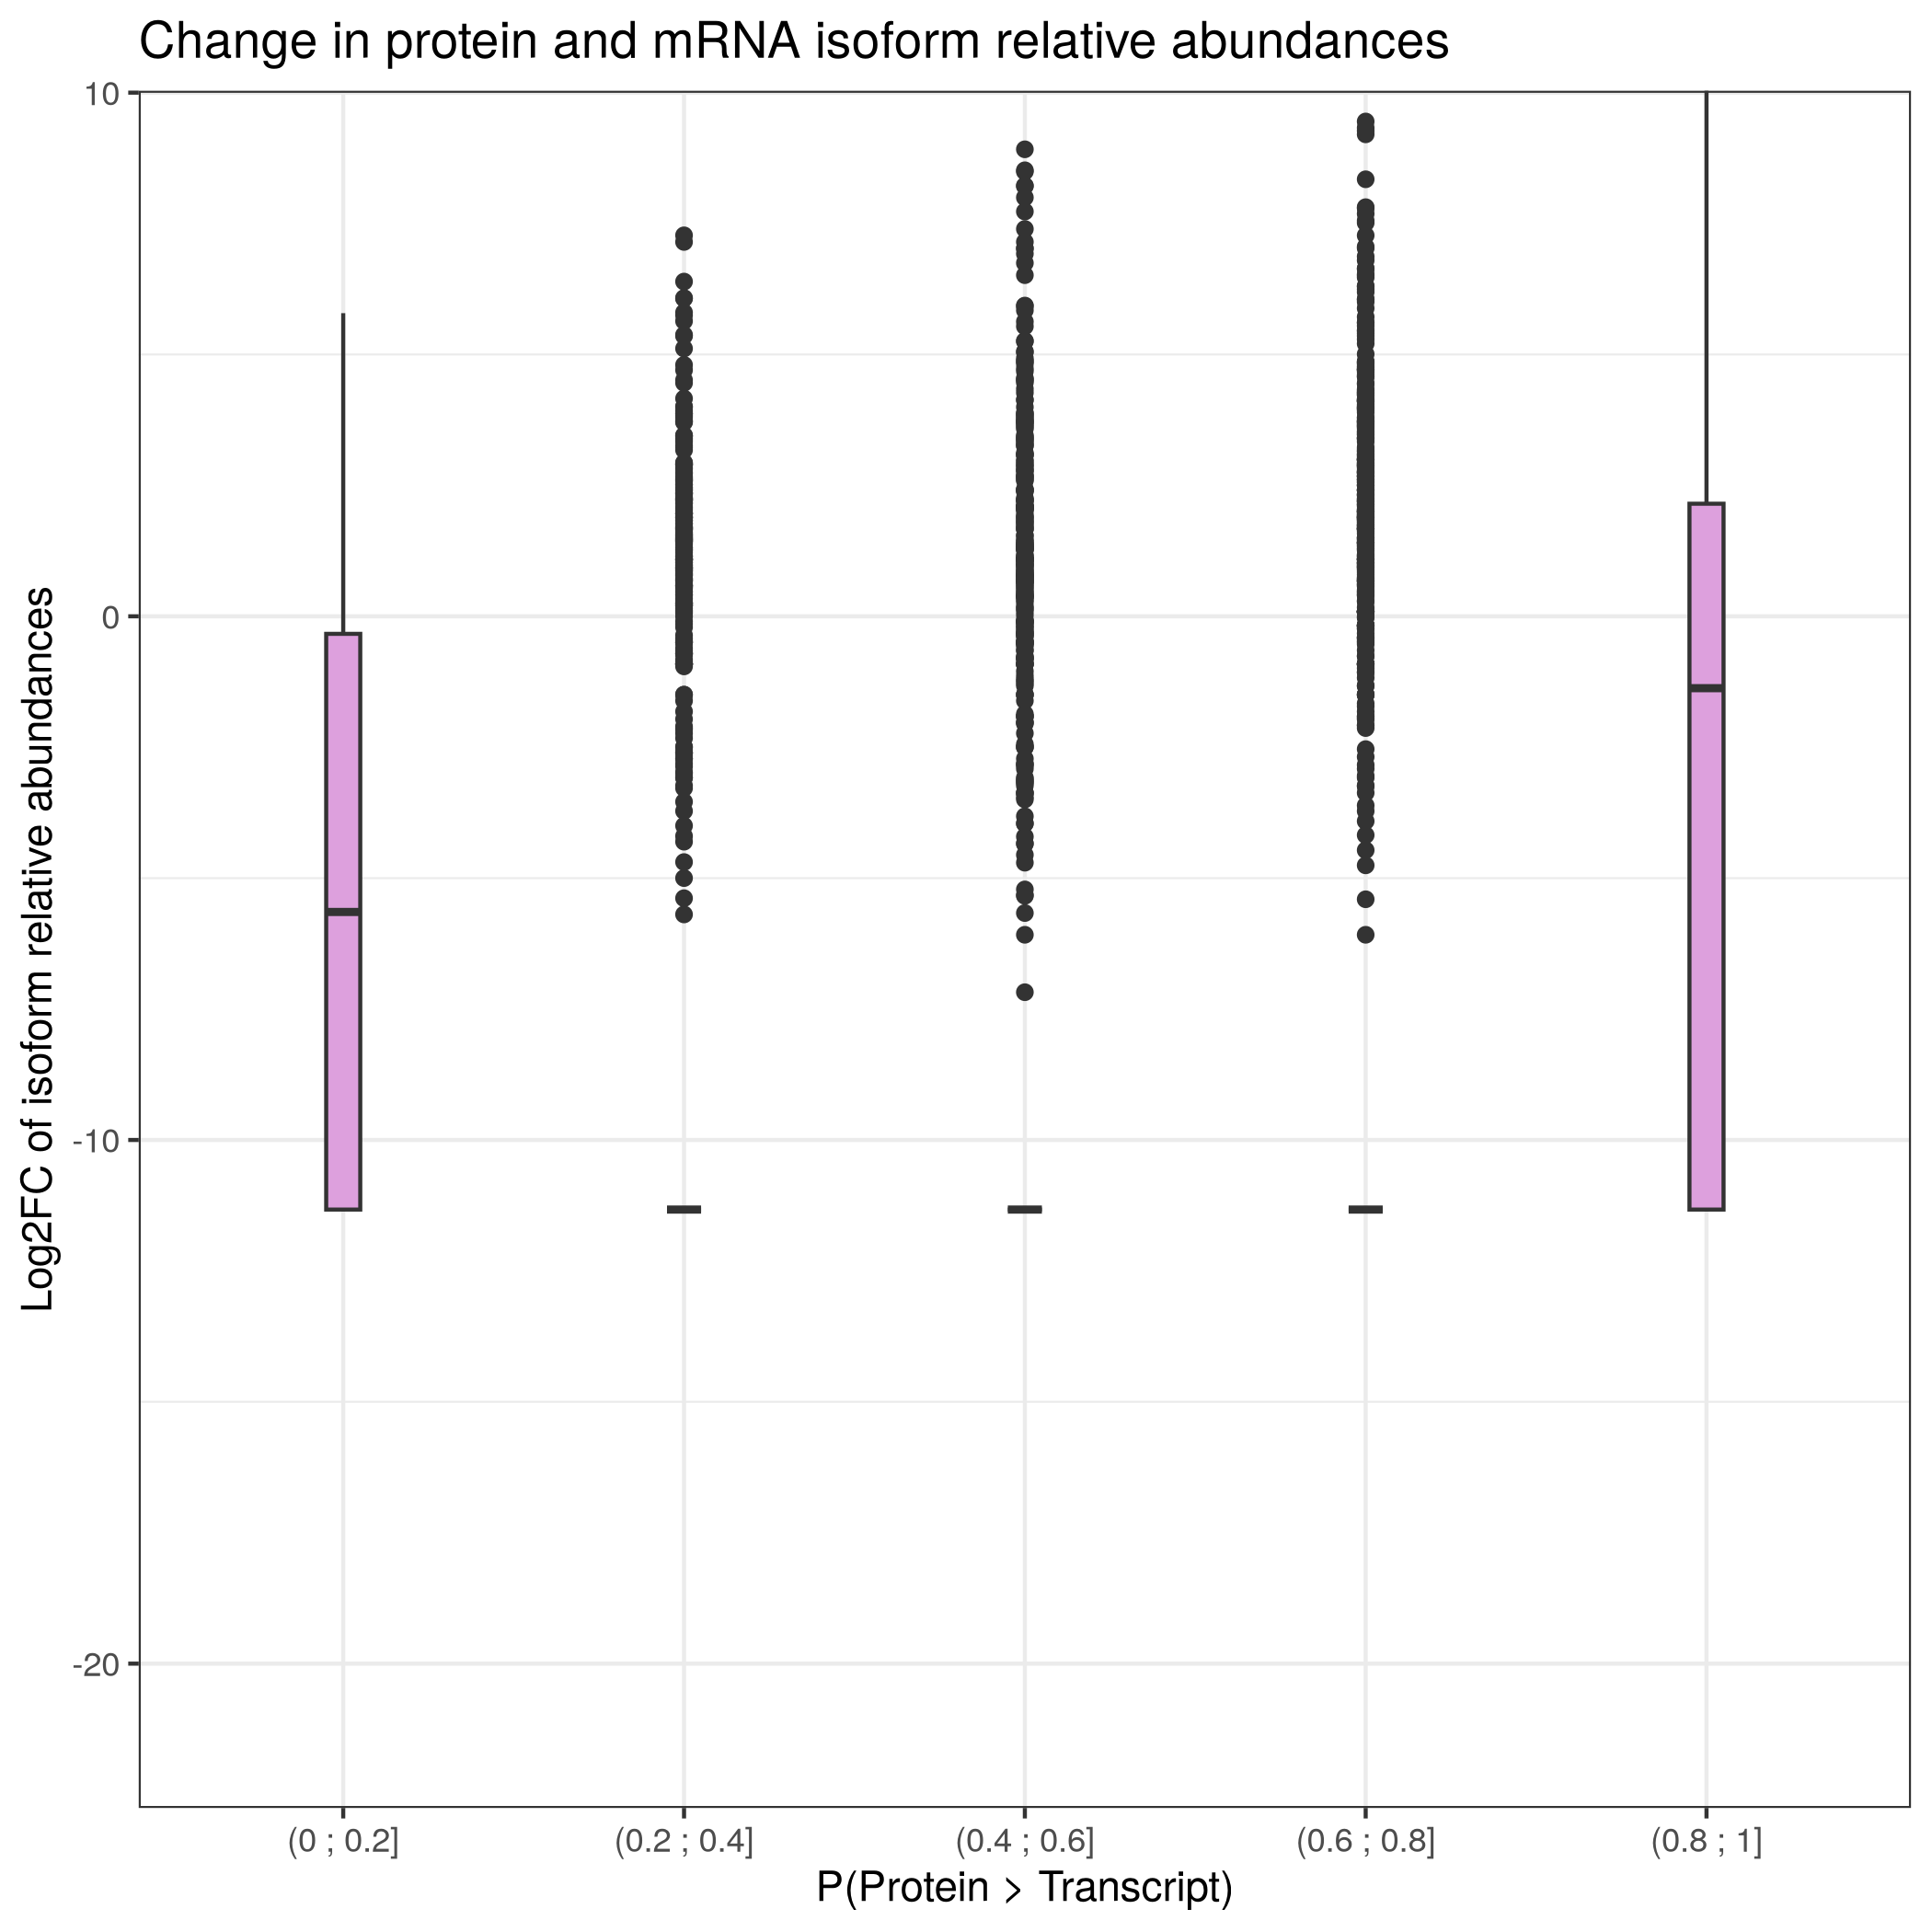 Change in protein and mRNA isoform relative abundances
Log2FC of isoform relative abundances
10
0
-10
-20
(0 ; 0.2]
(0.2 ; 0.4]
(0.4 ; 0.6]
(0.6 ; 0.8]
(0.8 ; 1]
P(Protein > Transcript)